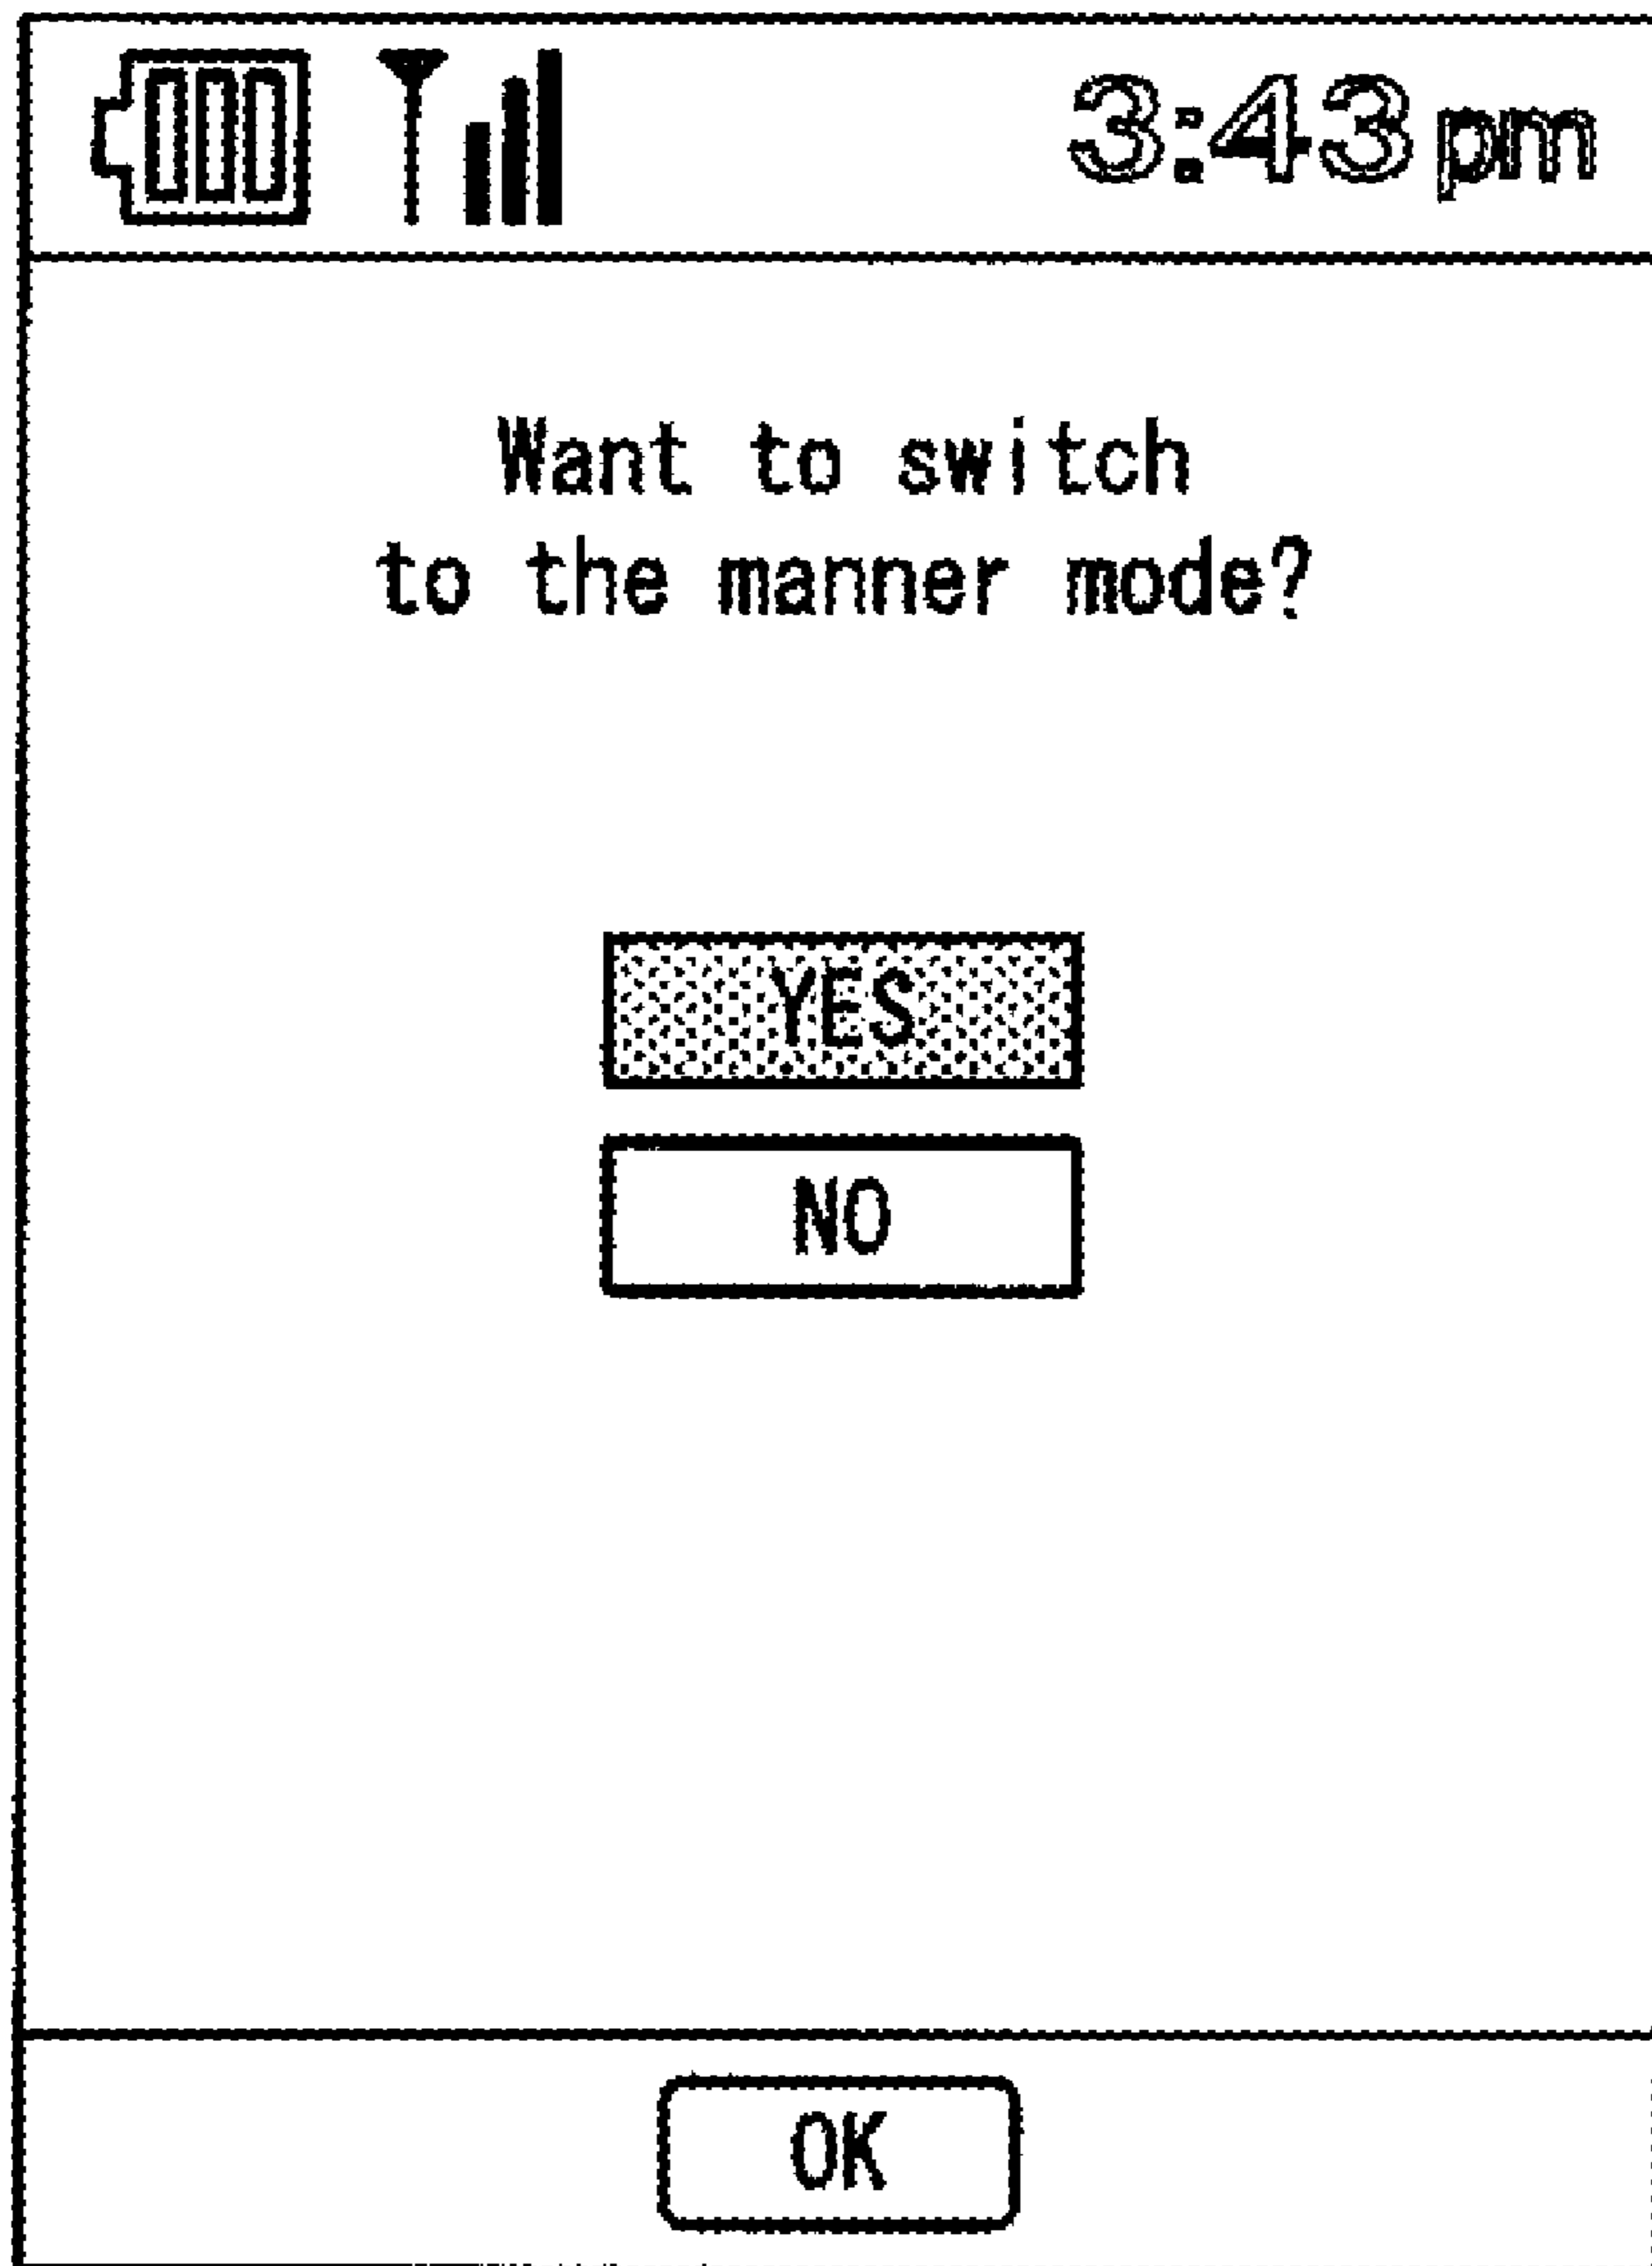 3:43 pm
Want to switch
to the manner mode?
YES
NO
OK